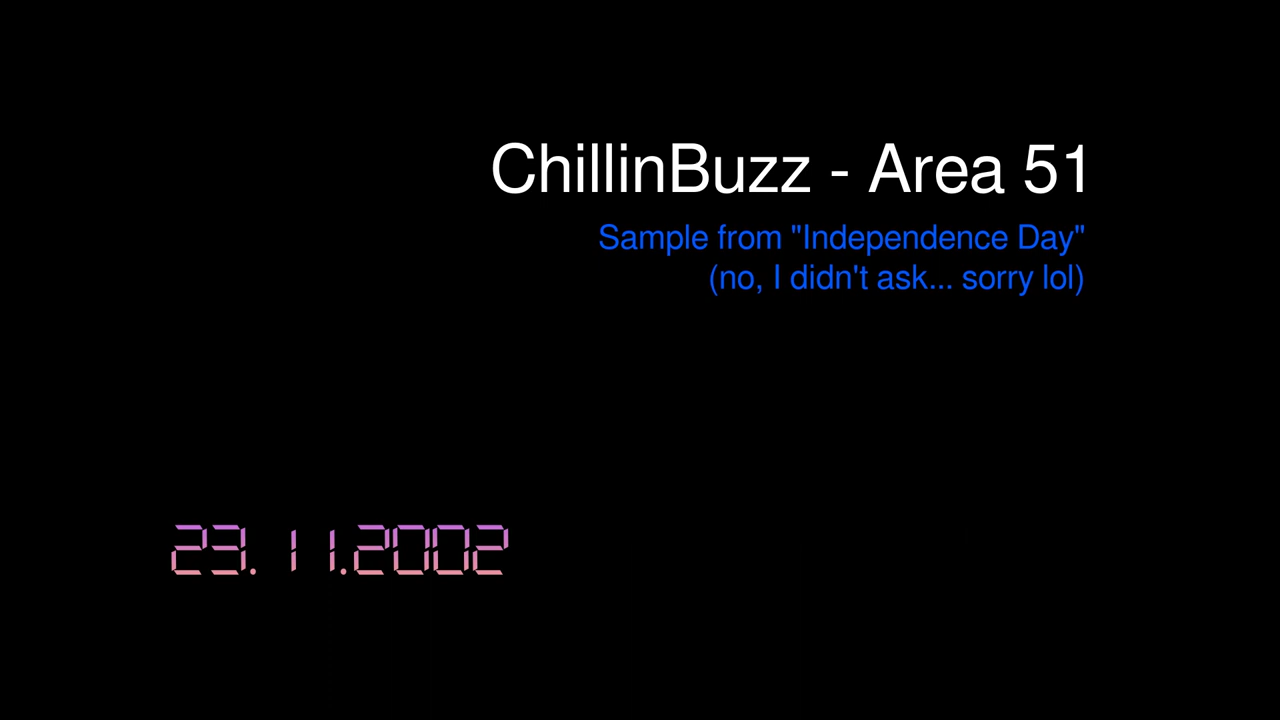 ChillinBuzz - Area 51
Sample from "Independence Day"
(no, I didn't ask... sorry lol)
23.11.2002